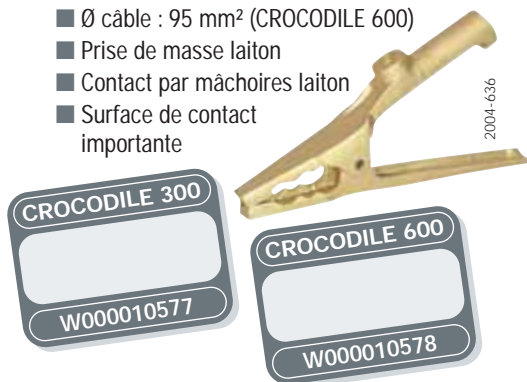 ■ Ø câble : 95 mm² (CROCODILE 600)
■ Prise de masse laiton
■ Contact par mâchoires laiton
■ Surface de contact
importante
2004-636
CROCODILE 300
W000010577
CROCODILE 600
W000010578